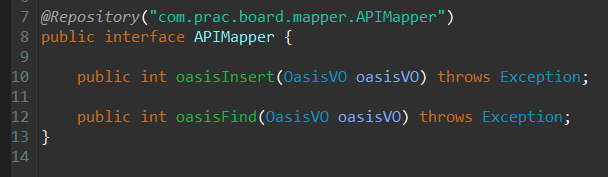 7 @Repository("com.prac.board.mapper.APIMapper")
8 public interface APIMapper {
9
10     public int oasisInsert(OasisVO oasisVO) throws Exception;
11
12     public int oasisFind(OasisVO oasisVO) throws Exception;
13 }
14